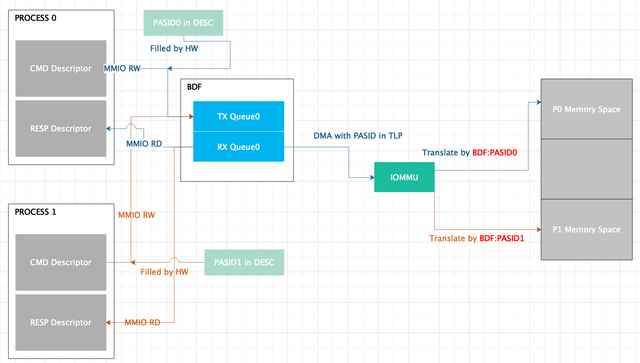 PROCESS 0
PASID0 in DESC
Filled by HW
CMD Descriptor
MMIO RW
BDF
P0 Memory Space
TX Queue0
RESP Descriptor
MMIO RD
RX Queue0
DMA with PASID in TLP
Translate by BDF:PASID0
IOMMU
PROCESS 1
MMIO RW
P1 Memory Space
Translate by BDF:PASID1
CMD Descriptor
PASID1 in DESC
Filled by HW
RESP Descriptor
MMIO RD